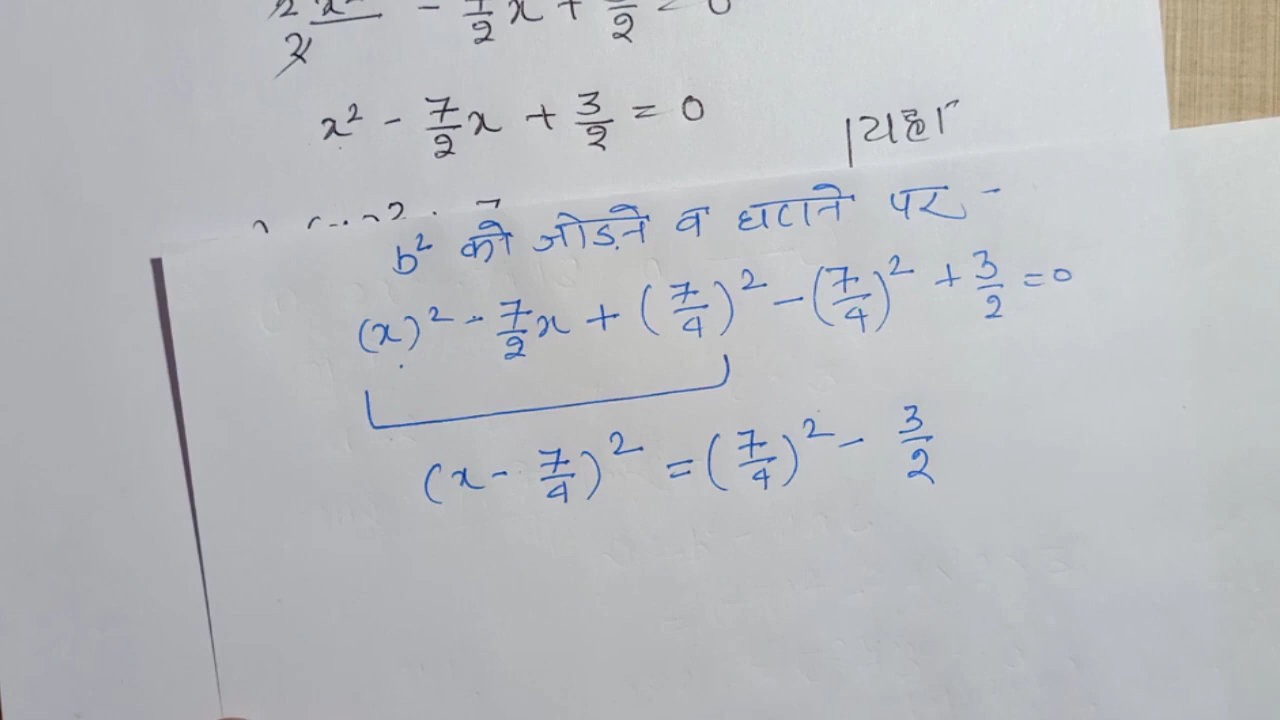 x² - 7/2 x + 3/2 = 0
यहा
b² को जोड़ने व घटाने पर -
(x)² - 7/2 x + (7/4)² - (7/4)² + 3/2 = 0
(x - 7/4)² = (7/4)² - 3/2